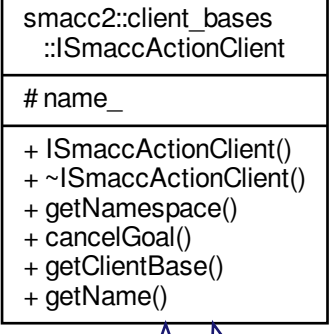 smacc2::client_bases
::ISmaccActionClient
# name_
+ ISmaccActionClient()
+ ~ISmaccActionClient()
+ getNamespace()
+ cancelGoal()
+ getClientBase()
+ getName()